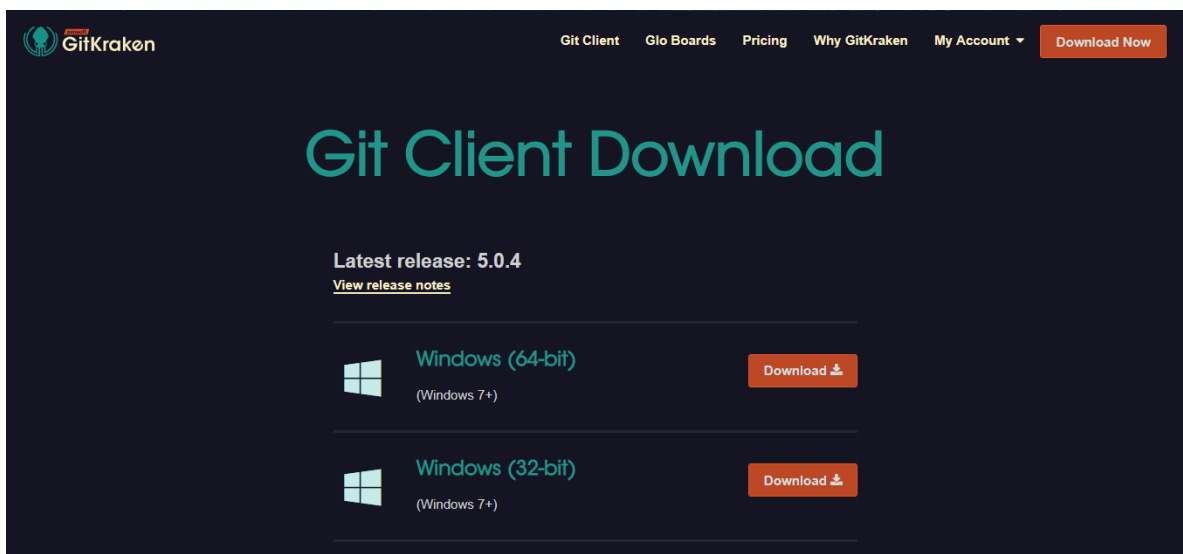 axosoft
GitKraken
Git Client Glo Boards Pricing Why GitKraken My Account Download Now
Git Client Download
Latest release: 5.0.4
View release notes
Windows (64-bit)
Download
(Windows 7+)
Windows (32-bit)
Download
(Windows 7+)